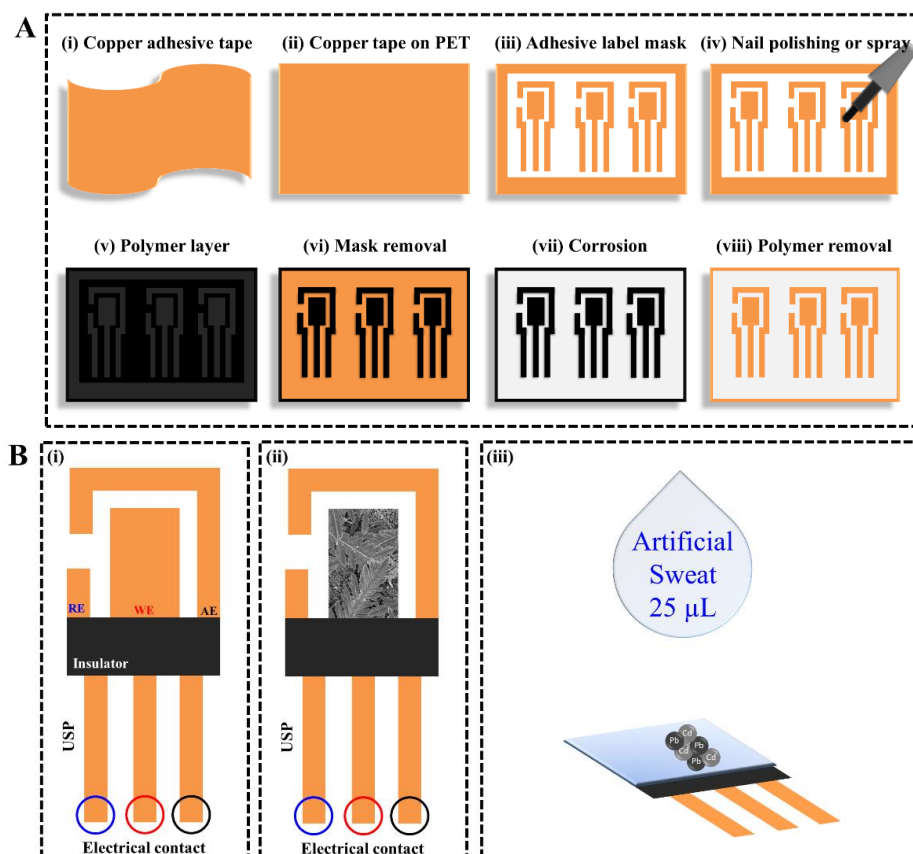 A
(i) Copper adhesive tape
(ii) Copper tape on PET
(iii) Adhesive label mask
(iv) Nail polishing or spray
(v) Polymer layer
(vi) Mask removal
(vii) Corrosion
(viii) Polymer removal
B
(i)
RE
WE
AE
Insulator
USP
Electrical contact
(ii)
USP
Electrical contact
(iii)
Artificial
Sweat
25 µL
Cd
Pb
Pb
Cd
Cd
Pb